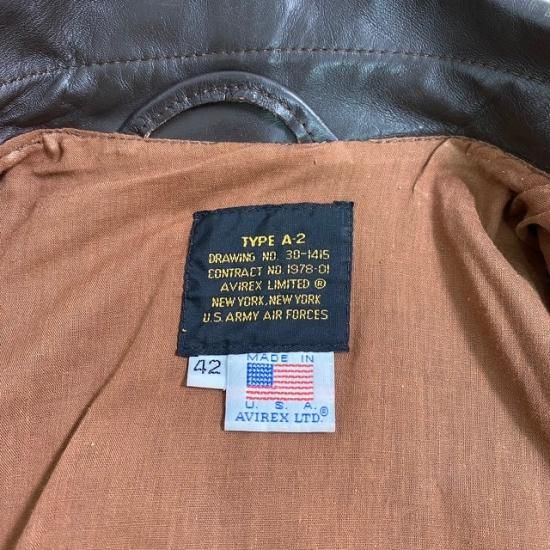 TYPE A-2
DRAWING NO. 30-1415
CONTRACT NO. 1978-01
AVIREX LIMITED ®
NEW YORK, NEW YORK
U.S. ARMY AIR FORCES
42
MADE IN
U. S. A.
AVIREX LTD.®